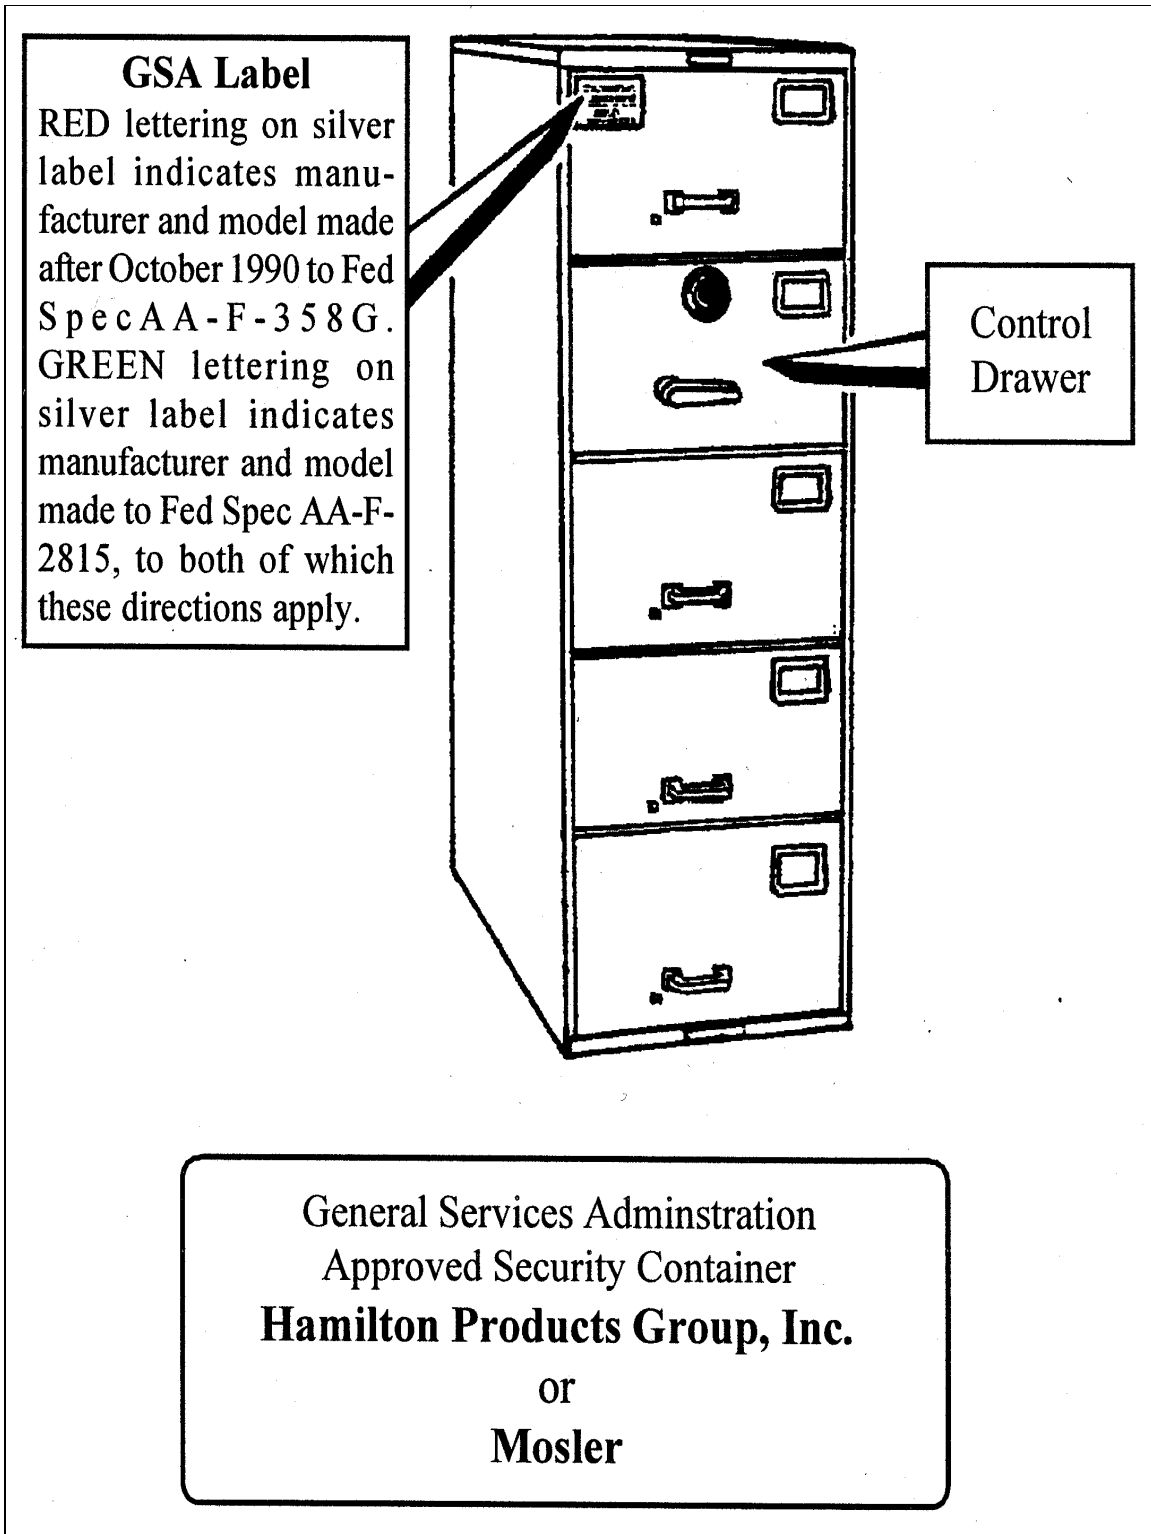 GSA Label
RED lettering on silver
label indicates manu-
facturer and model made
after October 1990 to Fed
Spec AA-F-358G.
GREEN lettering on
silver label indicates
manufacturer and model
made to Fed Spec AA-F-
2815, to both of which
these directions apply.
Control
Drawer
General Services Adminstration
Approved Security Container
Hamilton Products Group, Inc.
or
Mosler